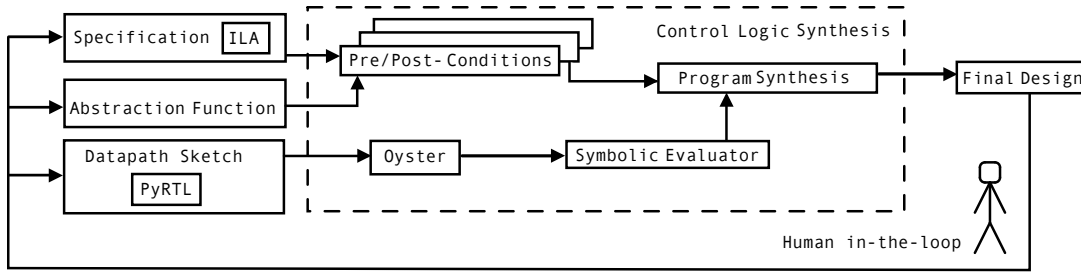 Specification ILA
Control Logic Synthesis
Pre/Post-Conditions
Program Synthesis
Final Design
Abstraction Function
Datapath Sketch
PyRTL
Oyster
Symbolic Evaluator
Human in-the-loop